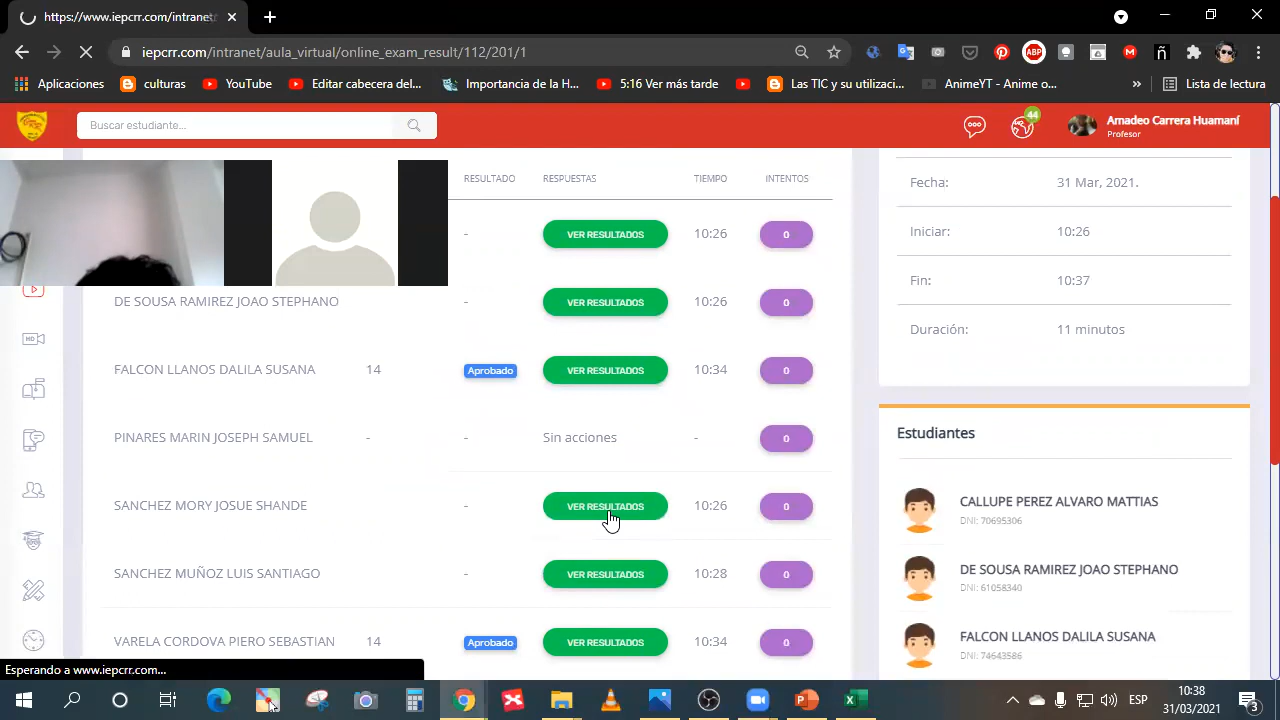 https://www.iepcrr.com/intranet
iepcrr.com/intranet/aula_virtual/online_exam_result/112/201/1
ABP
M
ñ
Aplicaciones
culturas
YouTube
Editar cabecera del...
Importancia de la H...
5:16 Ver más tarde
Las TIC y su utilizaci...
AnimeYT - Anime o...
»
Lista de lectura
Buscar estudiante...
44
Amadeo Carrera Huamaní
Profesor
RESULTADO RESPUESTAS TIEMPO INTENTOS
- VER RESULTADOS 10:26 0
DE SOUSA RAMIREZ JOAO STEPHANO - VER RESULTADOS 10:26 0
FALCON LLANOS DALILA SUSANA 14 Aprobado VER RESULTADOS 10:34 0
PINARES MARIN JOSEPH SAMUEL - - Sin acciones - 0
SANCHEZ MORY JOSUE SHANDE - VER RESULTADOS 10:26 0
SANCHEZ MUÑOZ LUIS SANTIAGO - VER RESULTADOS 10:28 0
VARELA CORDOVA PIERO SEBASTIAN 14 Aprobado VER RESULTADOS 10:34 0
Fecha: 31 Mar, 2021.
Iniciar: 10:26
Fin: 10:37
Duración: 11 minutos
Estudiantes
CALLUPE PEREZ ALVARO MATTIAS
DNI: 70695306
DE SOUSA RAMIREZ JOAO STEPHANO
DNI: 61058340
FALCON LLANOS DALILA SUSANA
DNI: 74643586
HD
Esperando a www.iepcrr.com...
ESP
10:38
31/03/2021
3